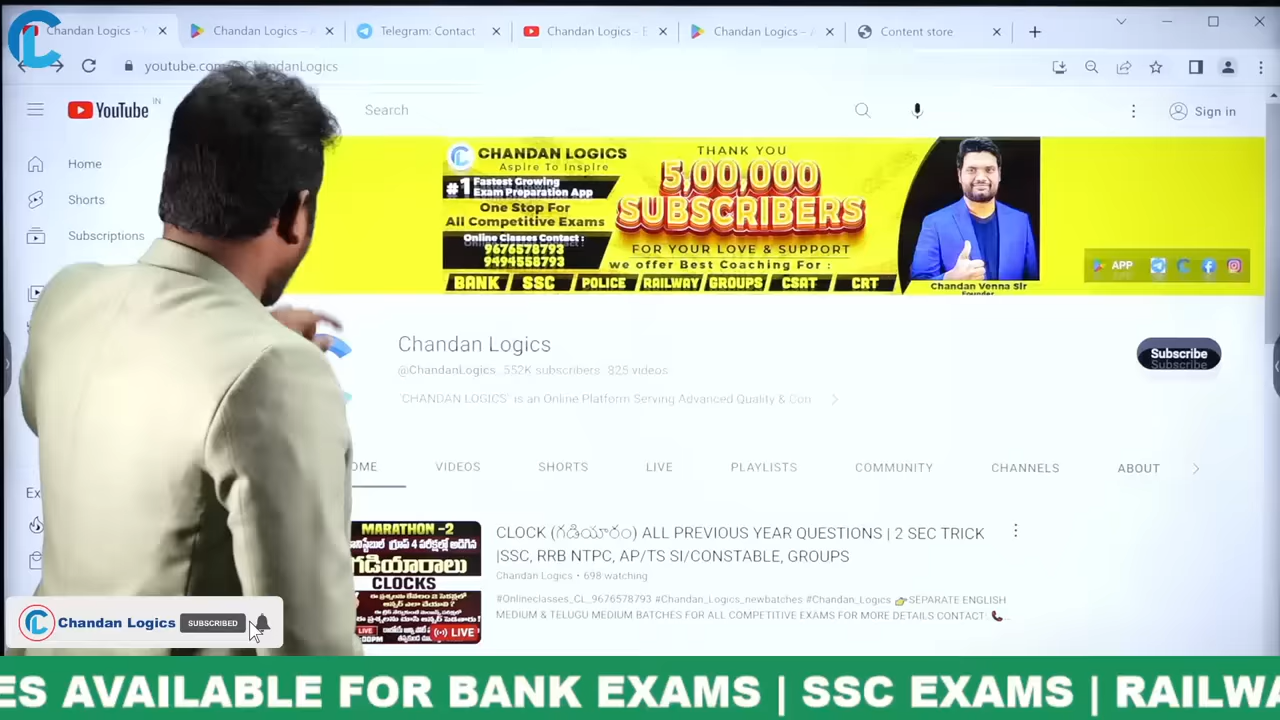 Chandan Logics - Y
Chandan Logics – A
Telegram: Contact
Chandan Logics - E
Chandan Logics – A
Content store
YouTube
IN
Search
Sign in
Home
Shorts
Subscriptions
CHANDAN LOGICS
Aspire To Inspire
#1 Fastest Growing
Exam Preparation App
One Stop For
All Competitive Exams
Online Classes Contact :
9676578793
9494558793
THANK YOU
5,00,000
SUBSCRIBERS
FOR YOUR LOVE & SUPPORT
we offer Best Coaching For :
BANK SSC POLICE RAILWAY GROUPS CSAT CRT
Chandan Venna Sir
Founder
APP
Chandan Logics
Subscribe
@ChandanLogics 552K subscribers 825 videos
'CHANDAN LOGICS' is an Online Platform Serving Advanced Quality & Con
OME VIDEOS SHORTS LIVE PLAYLISTS COMMUNITY CHANNELS ABOUT
Ex
MARATHON -2
గడియారాలు
CLOCKS
LIVE
CLOCK (గడియారం) ALL PREVIOUS YEAR QUESTIONS | 2 SEC TRICK
|SSC, RRB NTPC, AP/TS SI/CONSTABLE, GROUPS
Chandan Logics • 698 watching
#Onlineclasses_CL_9676578793 #Chandan_Logics_newbatches #Chandan_Logics 👉SEPARATE ENGLISH
MEDIUM & TELUGU MEDIUM BATCHES FOR ALL COMPETITIVE EXAMS FOR MORE DETAILS CONTACT 📞...
Chandan Logics SUBSCRIBED
ES AVAILABLE FOR BANK EXAMS | SSC EXAMS | RAILWA